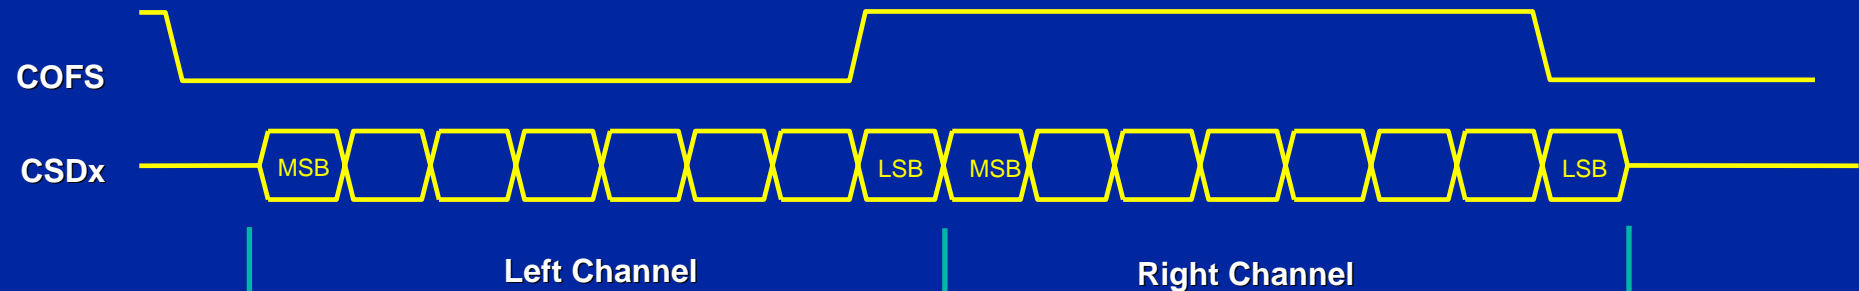 COFS
CSDx
MSB
LSB
MSB
LSB
Left Channel
Right Channel